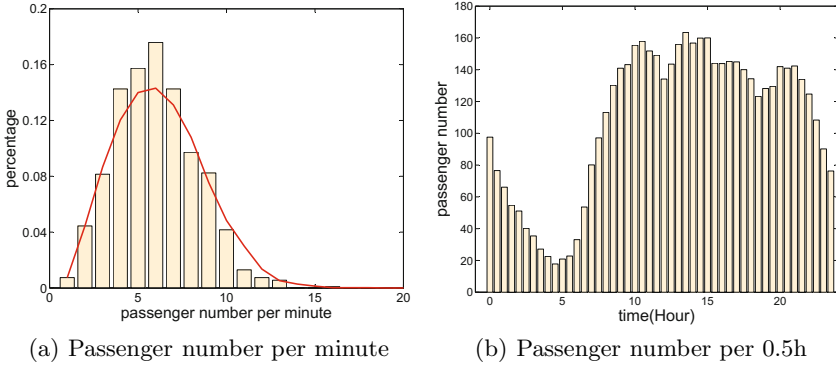 0.2
0.16
0.12
0.08
0.04
0
percentage
0 5 10 15 20
passenger number per minute
(a) Passenger number per minute
180
160
140
120
100
80
60
40
20
0
passenger number
0 5 10 15 20
time(Hour)
(b) Passenger number per 0.5h